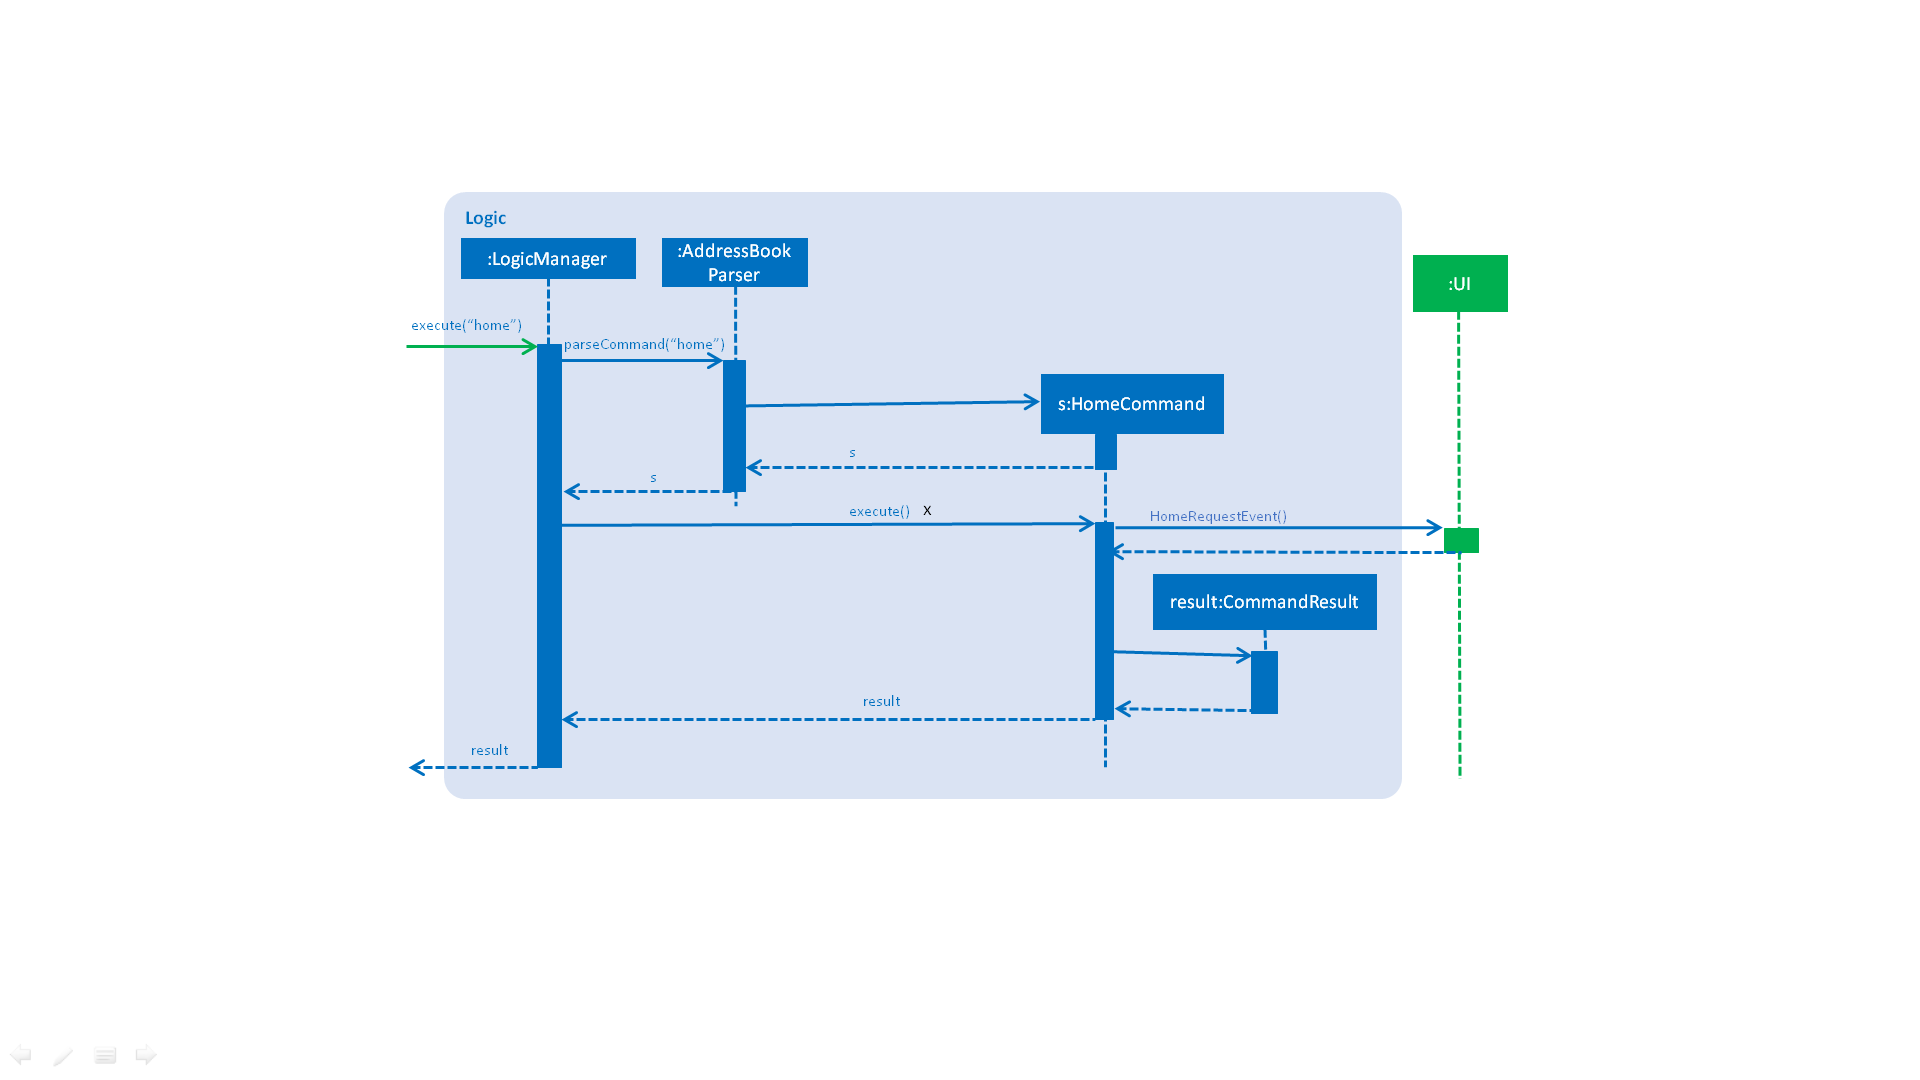 Logic
:LogicManager
:AddressBook
Parser
:UI
execute(“home”)
parseCommand(“home”)
s:HomeCommand
s
s
execute() X
HomeRequestEvent()
result:CommandResult
result
result